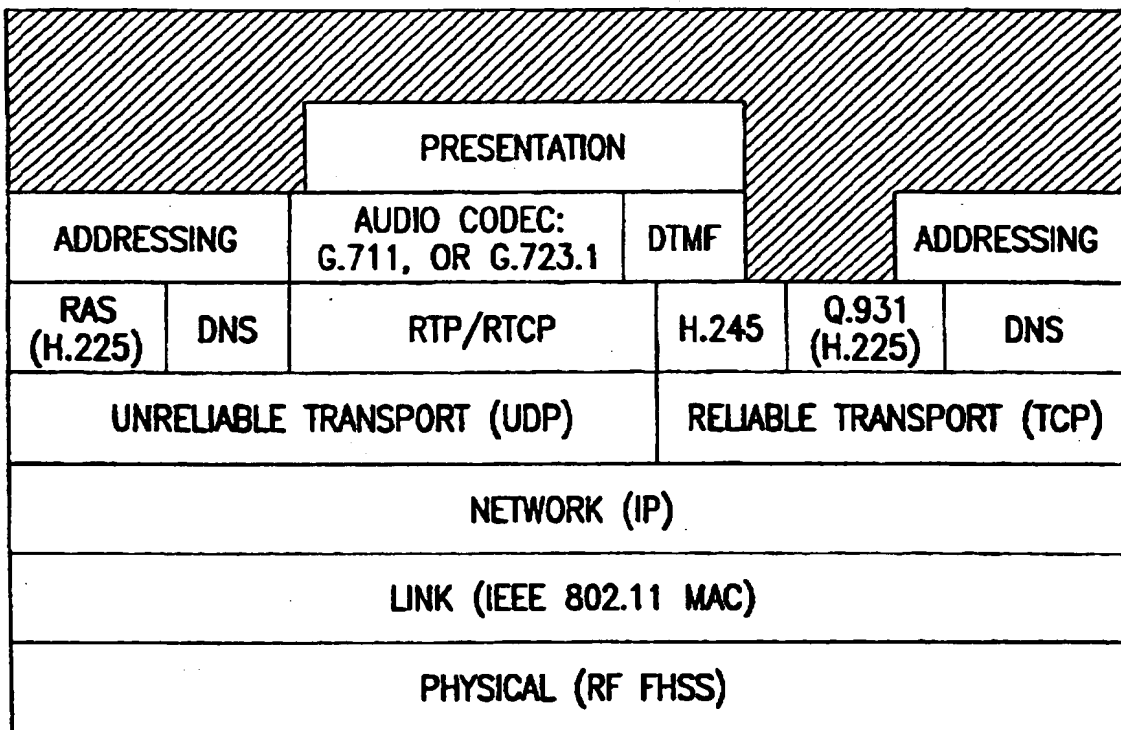 PRESENTATION
ADDRESSING
AUDIO CODEC:
G.711, OR G.723.1
DTMF
ADDRESSING
RAS
(H.225)
DNS
RTP/RTCP
H.245
Q.931
(H.225)
DNS
UNRELIABLE TRANSPORT (UDP)
RELIABLE TRANSPORT (TCP)
NETWORK (IP)
LINK (IEEE 802.11 MAC)
PHYSICAL (RF FHSS)